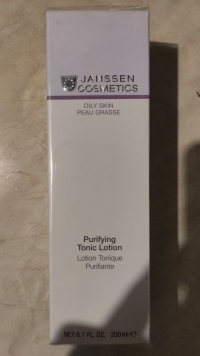 JANSSEN
COSMETICS
OILY SKIN
PEAU GRASSE
Purifying
Tonic Lotion
Lotion Tonique
Purifiante
NET 6.7 FL. OZ. 200ml ℮